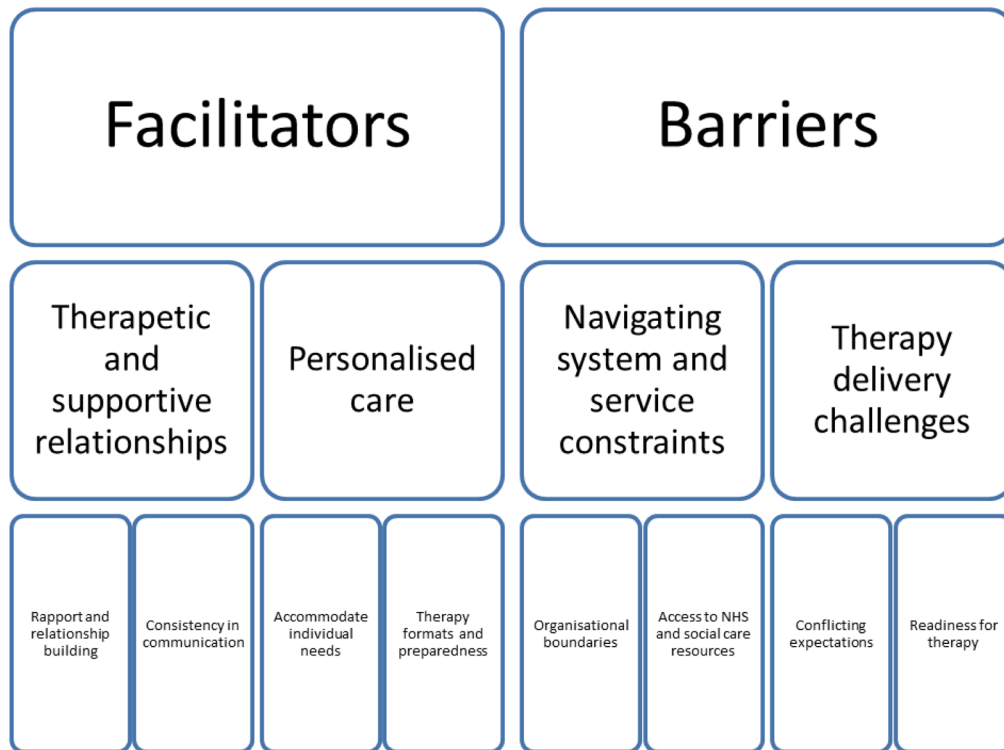 Facilitators
Barriers
Therapetic
and
supportive
relationships
Personalised
care
Navigating
system and
service
constraints
Therapy
delivery
challenges
Rapport and
relationship
building
Consistency in
communication
Accommodate
individual
needs
Therapy
formats and
preparedness
Organisational
boundaries
Access to NHS
and social care
resources
Conflicting
expectations
Readiness for
therapy